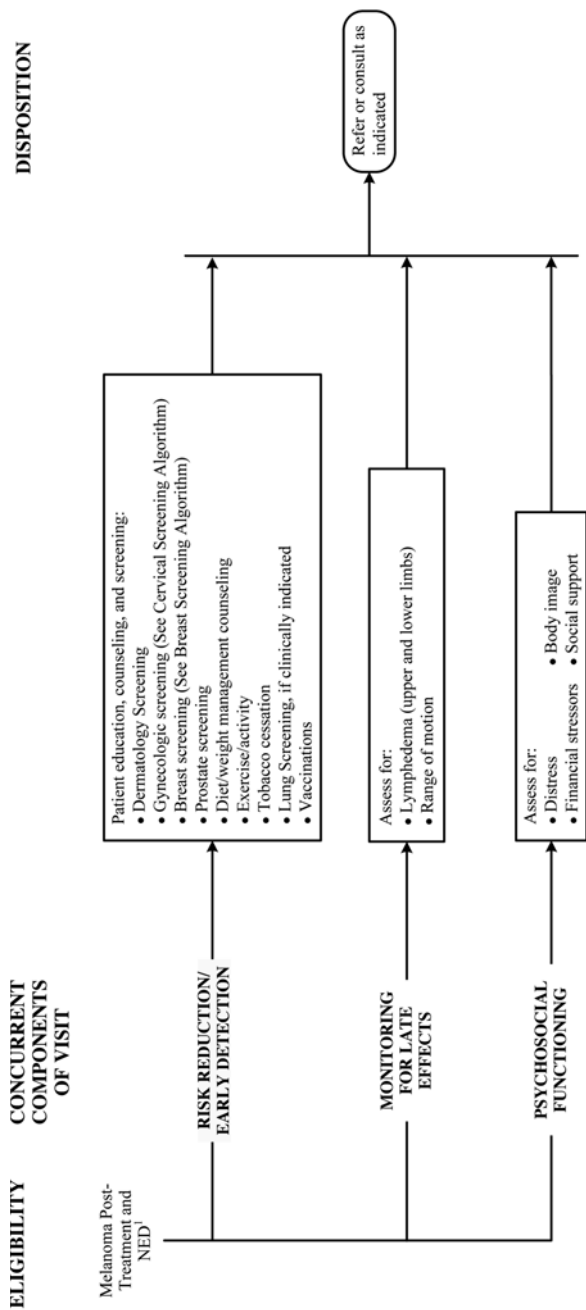 ELIGIBILITY
CONCURRENT
COMPONENTS
OF VISIT
DISPOSITION
Melanoma Post-
Treatment and
NED1
RISK REDUCTION/
EARLY DETECTION
Patient education, counseling, and screening:
● Dermatology Screening
● Gynecologic screening (See Cervical Screening Algorithm)
● Breast screening (See Breast Screening Algorithm)
● Prostate screening
● Diet/weight management counseling
● Exercise/activity
● Tobacco cessation
● Lung Screening, if clinically indicated
● Vaccinations
MONITORING
FOR LATE
EFFECTS
Assess for:
● Lymphedema (upper and lower limbs)
● Range of motion
PSYCHOSOCIAL
FUNCTIONING
Assess for:
● Distress ● Body image
● Financial stressors ● Social support
Refer or consult as
indicated